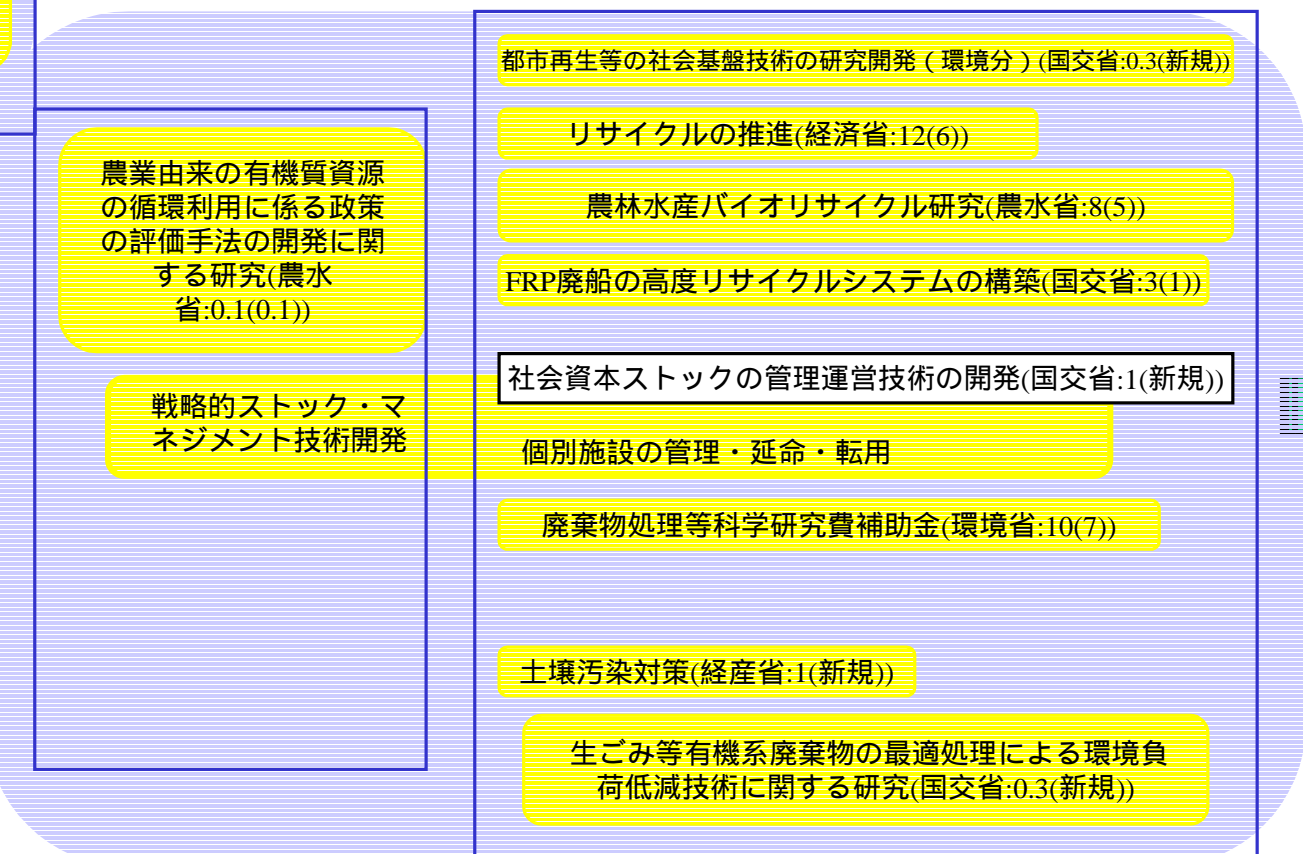 都市再生等の社会基盤技術の研究開発（環境分）(国交省:0.3(新規))
リサイクルの推進(経済省:12(6))
農業由来の有機質資源
の循環利用に係る政策
の評価手法の開発に関
する研究(農水
省:0.1(0.1))
農林水産バイオリサイクル研究(農水省:8(5))
FRP廃船の高度リサイクルシステムの構築(国交省:3(1))
社会資本ストックの管理運営技術の開発(国交省:1(新規))
戦略的ストック・マ
ネジメント技術開発
個別施設の管理・延命・転用
廃棄物処理等科学研究費補助金(環境省:10(7))
土壌汚染対策(経産省:1(新規))
生ごみ等有機系廃棄物の最適処理による環境負
荷低減技術に関する研究(国交省:0.3(新規))